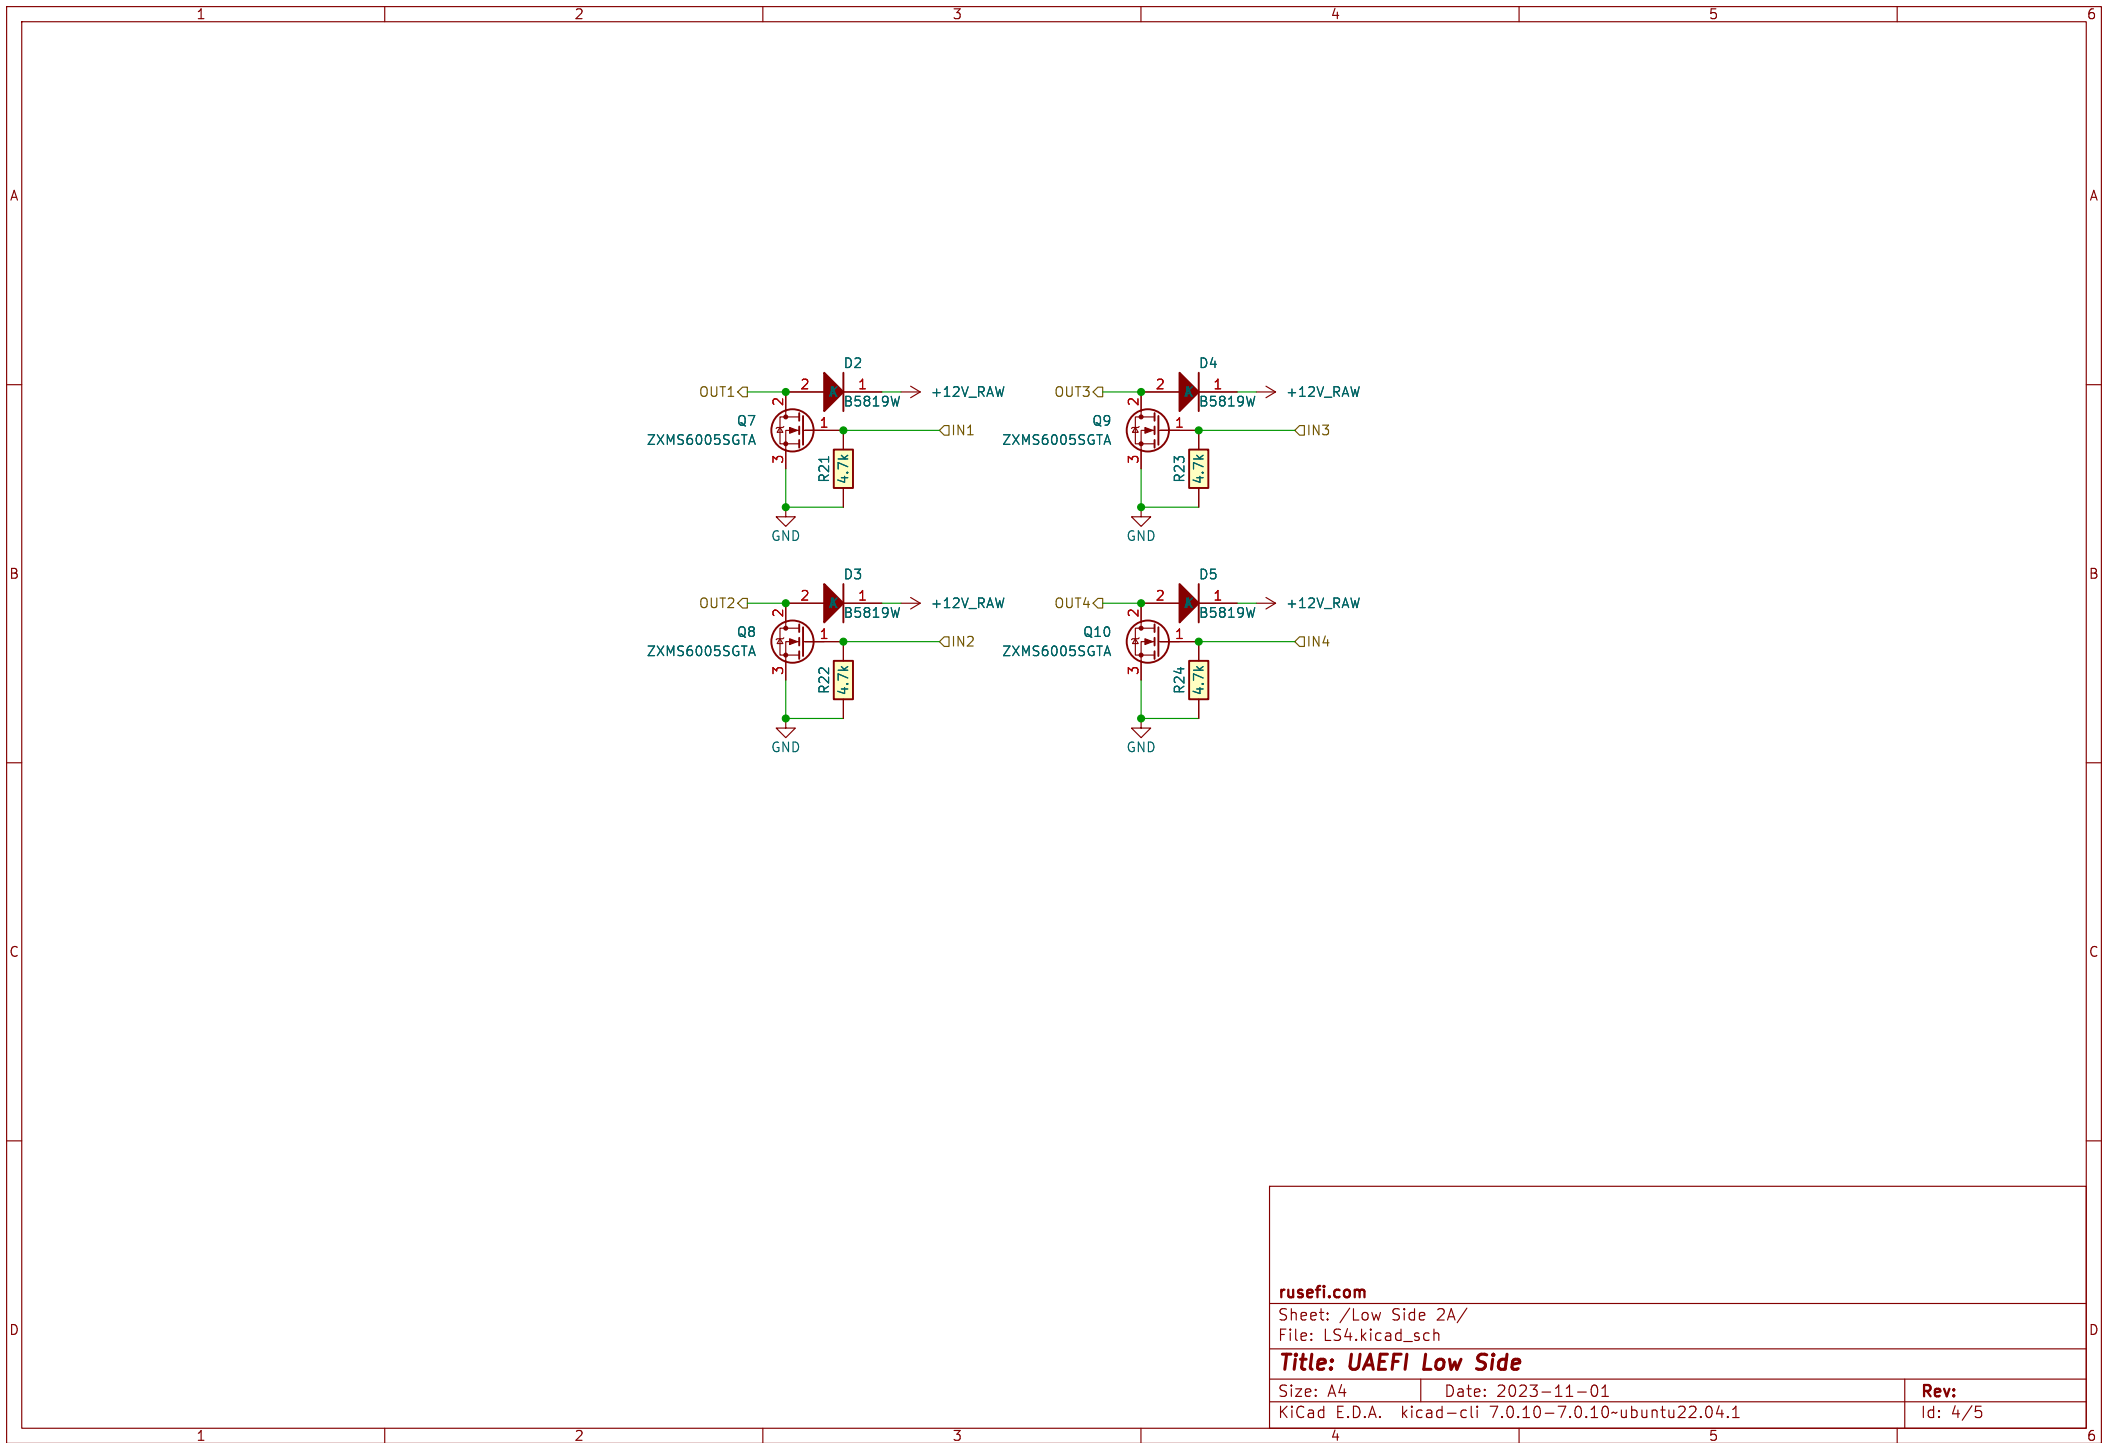 1 2 3 4 5 6
A A
D2 D4
OUT1 2 1 +12V_RAW OUT3 2 1 +12V_RAW
B5819W B5819W
2 2
Q7 1 IN1 Q9 1 IN3
ZXMS6005SGTA ZXMS6005SGTA
3 R21 4.7k 3 R23 4.7k
GND GND
B B
D3 D5
OUT2 2 1 +12V_RAW OUT4 2 1 +12V_RAW
B5819W B5819W
2 2
Q8 1 IN2 Q10 1 IN4
ZXMS6005SGTA ZXMS6005SGTA
3 R22 4.7k 3 R24 4.7k
GND GND
C C
rusefi.com
Sheet: /Low Side 2A/
D D
File: LS4.kicad_sch
Title: UAEFI Low Side
Size: A4 Date: 2023-11-01 Rev:
KiCad E.D.A. kicad-cli 7.0.10-7.0.10~ubuntu22.04.1 Id: 4/5
1 2 3 4 5 6